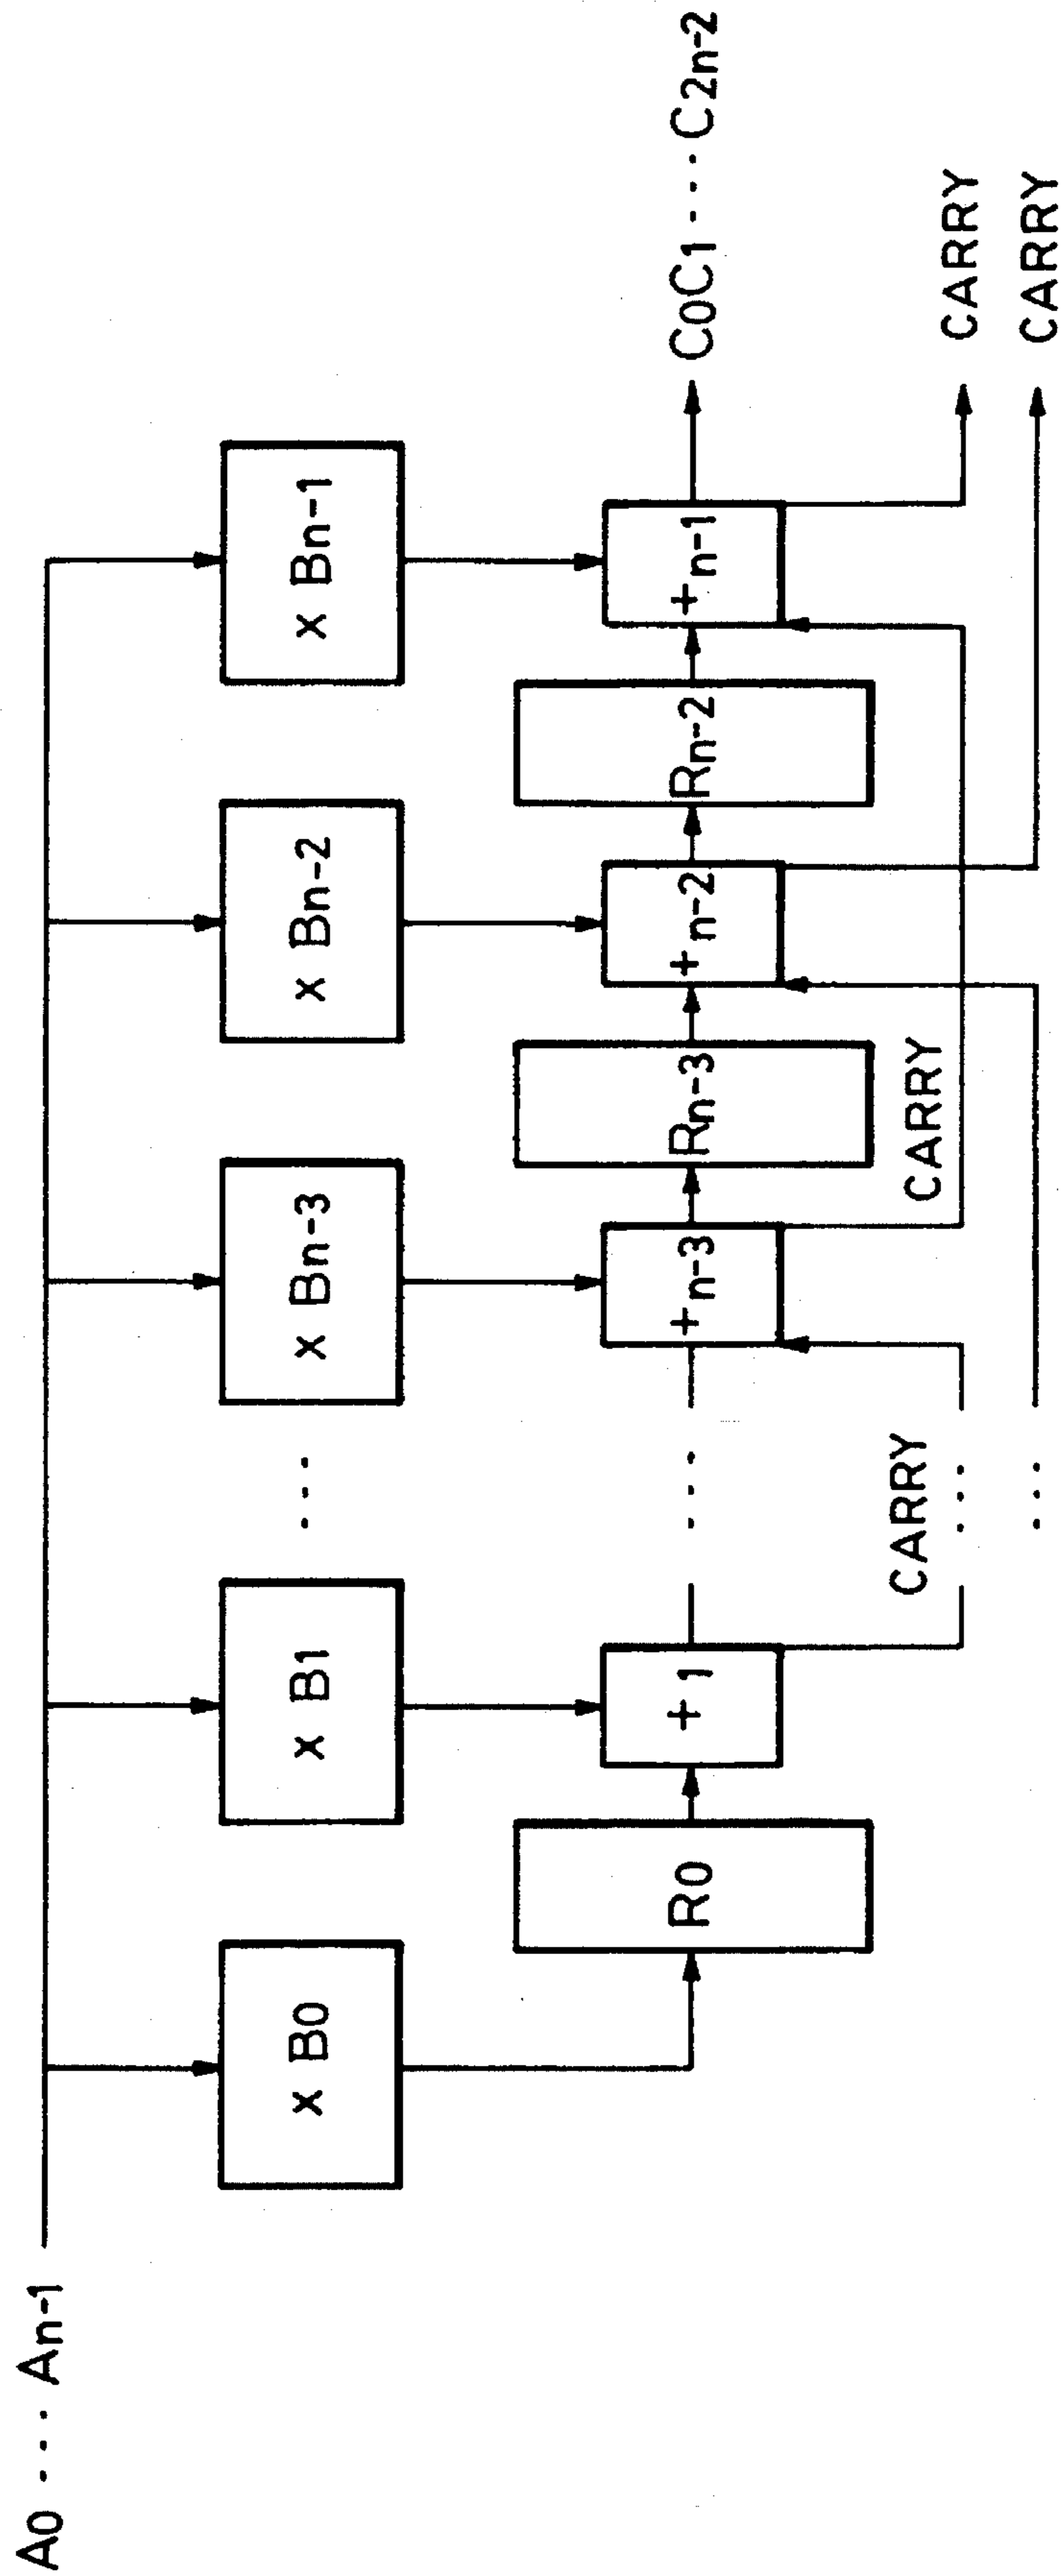 A0 ··· An-1
x B0
x B1
···
x Bn-3
x Bn-2
x Bn-1
R0
+1
···
+n-3
Rn-3
+n-2
Rn-2
+n-1
C0C1 --- C2n-2
CARRY
···
CARRY
CARRY
···
CARRY